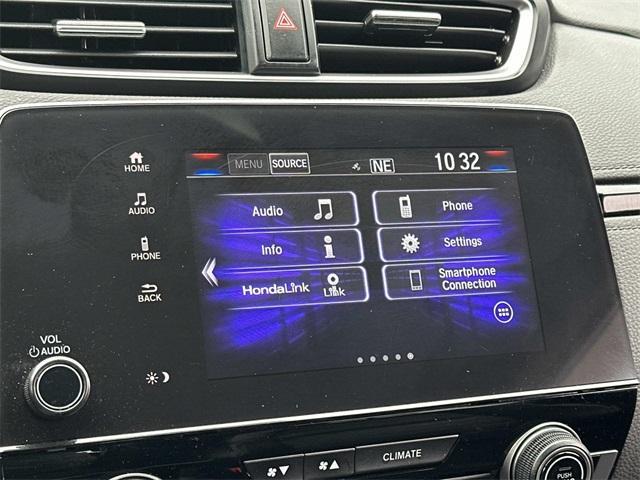 HOME
AUDIO
PHONE
BACK
VOL
AUDIO
MENU SOURCE NE 10 32
Audio Phone
Info Settings
HondaLink Link Smartphone
Connection
CLIMATE
PUSH